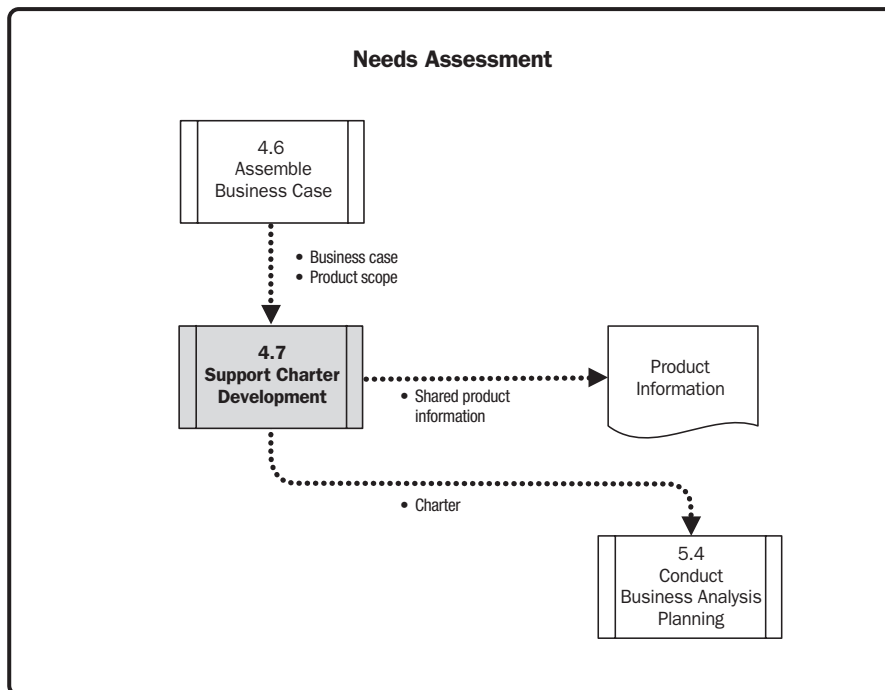 Needs Assessment
4.6
Assemble
Business Case
• Business case
• Product scope
4.7
Support Charter
Development
• Shared product
information
Product
Information
• Charter
5.4
Conduct
Business Analysis
Planning